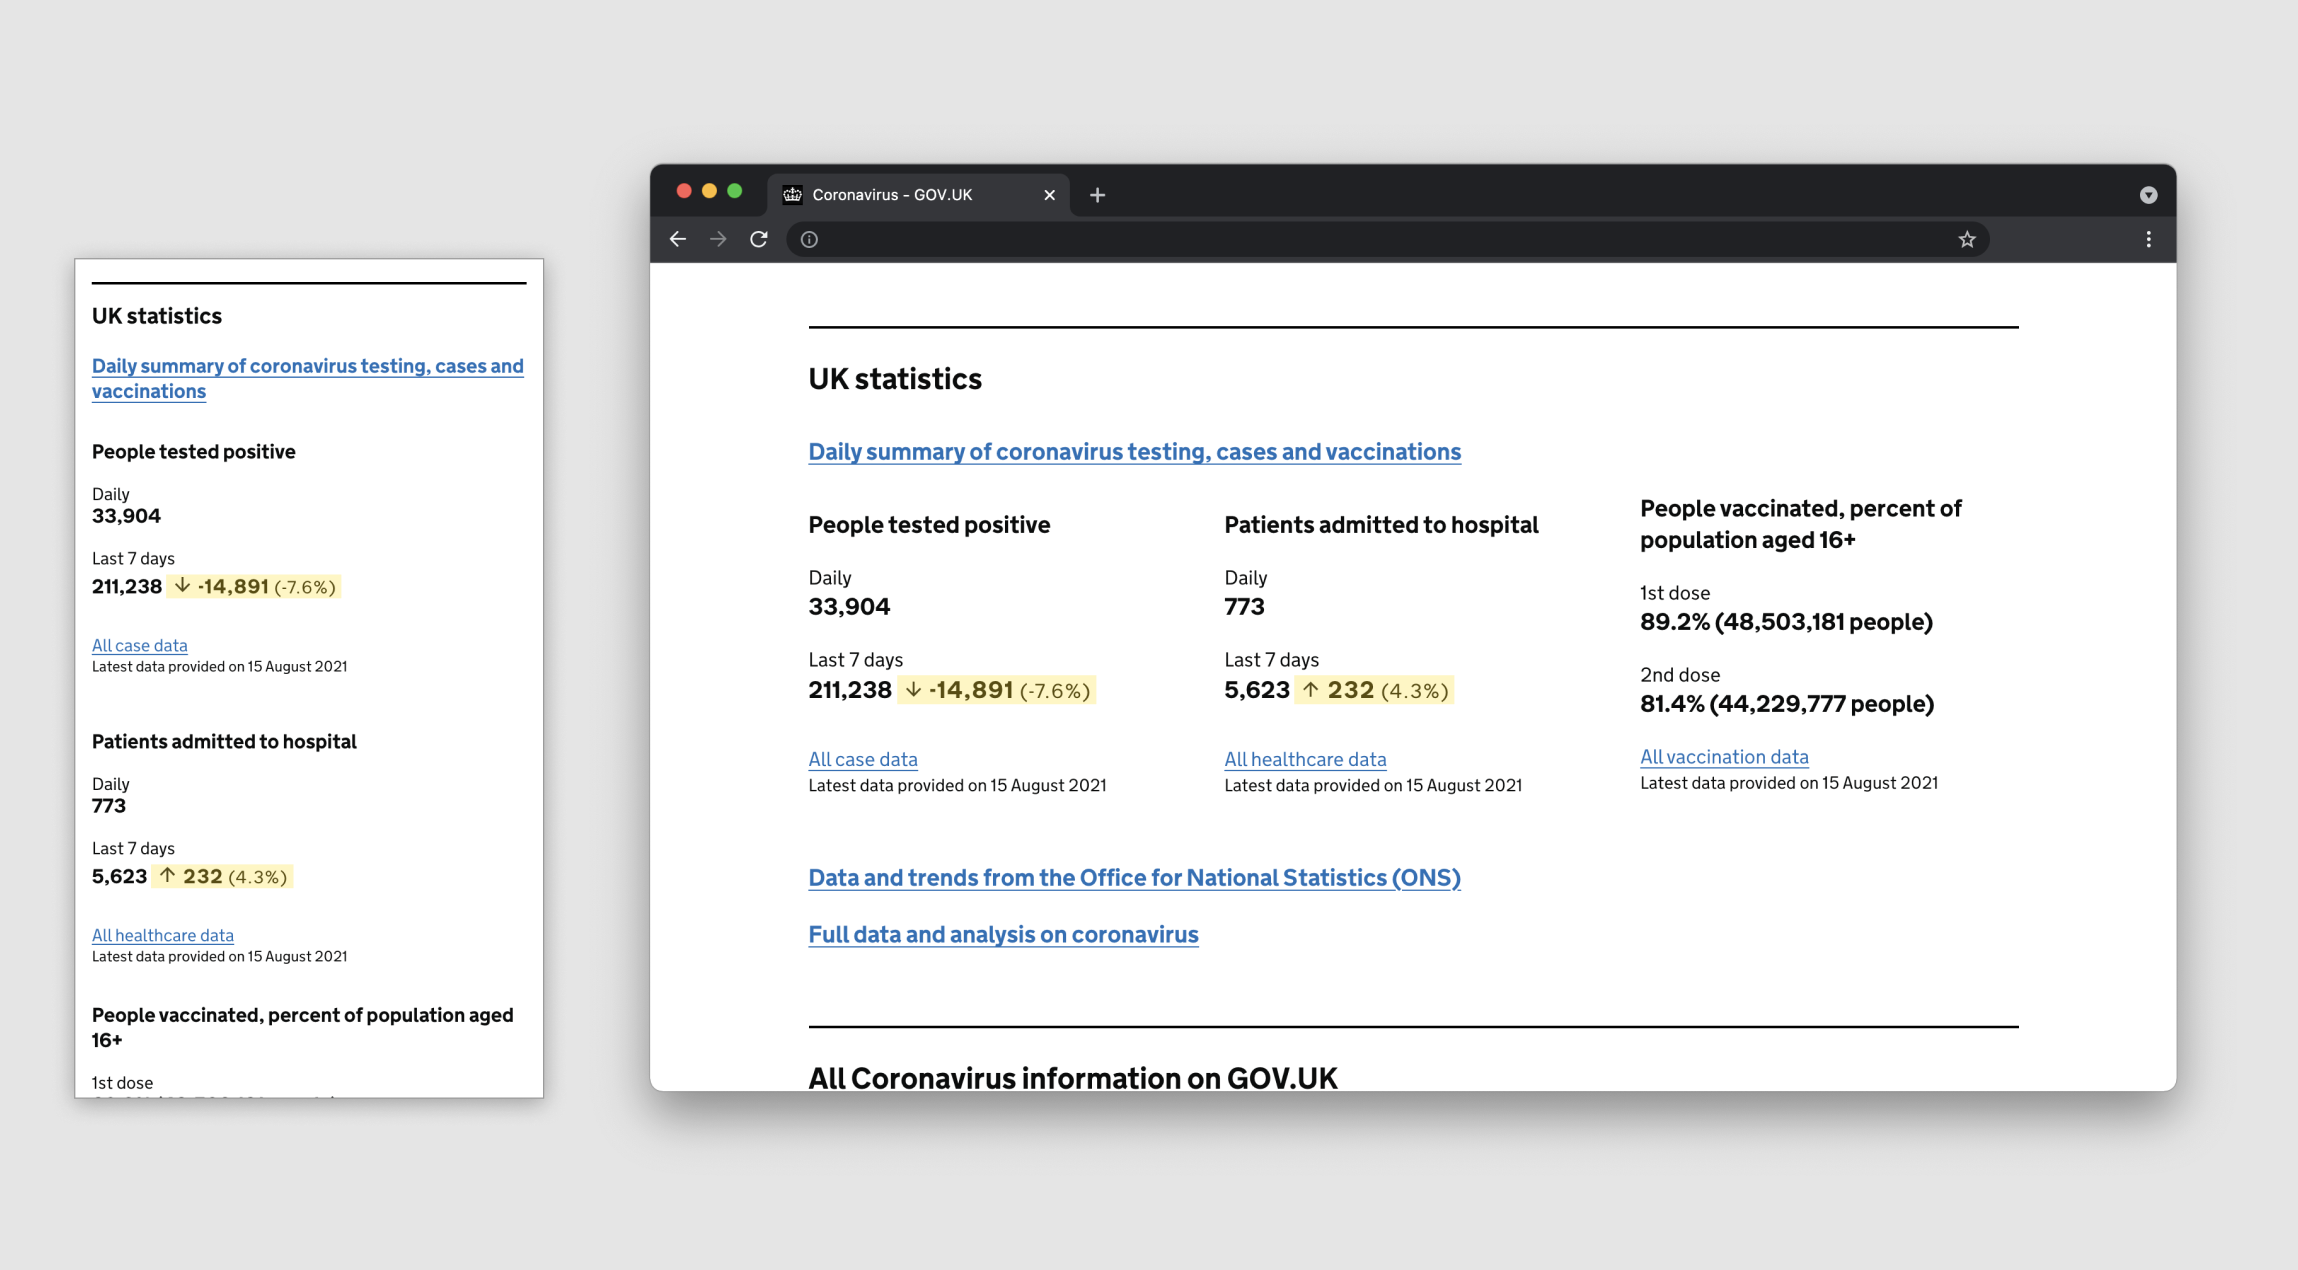 UK statistics
Daily summary of coronavirus testing, cases and
vaccinations
People tested positive
Daily
33,904
Last 7 days
211,238 ↓ -14,891 (-7.6%)
All case data
Latest data provided on 15 August 2021
Patients admitted to hospital
Daily
773
Last 7 days
5,623 ↑ 232 (4.3%)
All healthcare data
Latest data provided on 15 August 2021
People vaccinated, percent of population aged
16+
1st dose
Coronavirus - GOV.UK
UK statistics
Daily summary of coronavirus testing, cases and vaccinations
People tested positive
Daily
33,904
Last 7 days
211,238 ↓ -14,891 (-7.6%)
All case data
Latest data provided on 15 August 2021
Patients admitted to hospital
Daily
773
Last 7 days
5,623 ↑ 232 (4.3%)
All healthcare data
Latest data provided on 15 August 2021
People vaccinated, percent of
population aged 16+
1st dose
89.2% (48,503,181 people)
2nd dose
81.4% (44,229,777 people)
All vaccination data
Latest data provided on 15 August 2021
Data and trends from the Office for National Statistics (ONS)
Full data and analysis on coronavirus
All Coronavirus information on GOV.UK